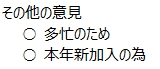 その他の意見
○ 多忙のため
○ 本年新加入の為